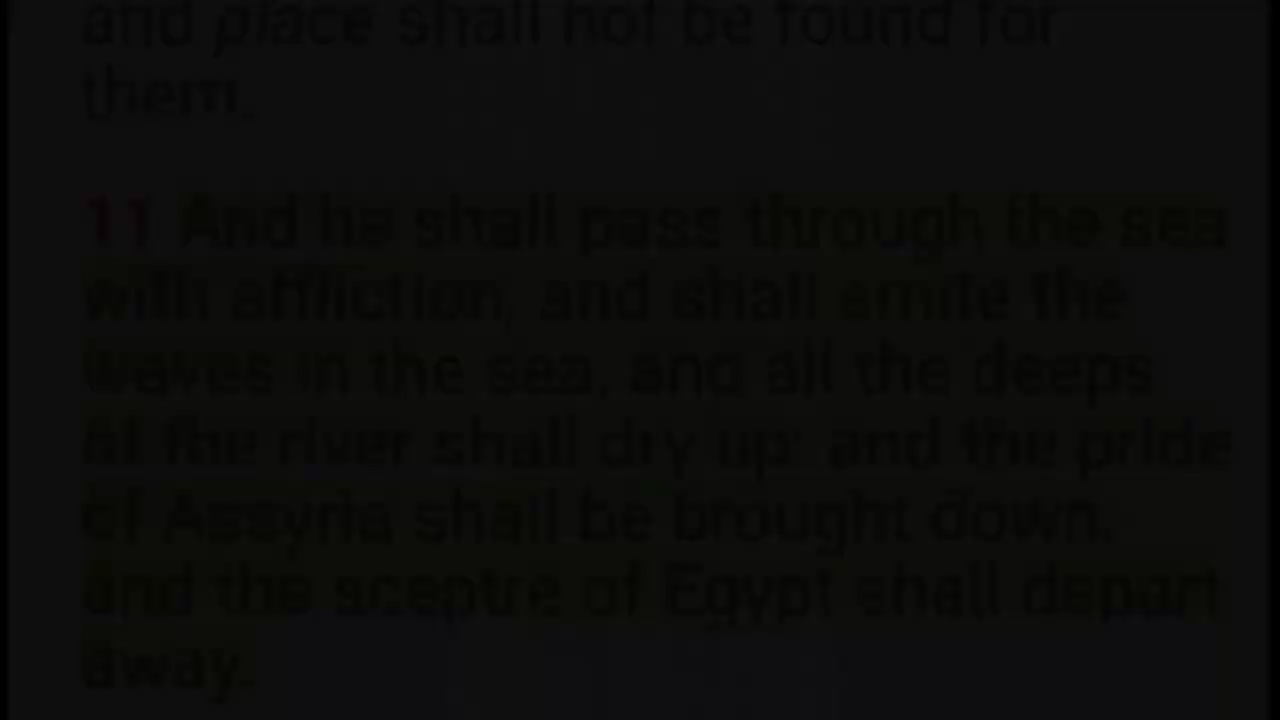 and place shall not be found for
them.
11 And he shall pass through the sea
with affliction, and shall smite the
waves in the sea, and all the deeps
of the river shall dry up: and the pride
of Assyria shall be brought down,
and the sceptre of Egypt shall depart
away.